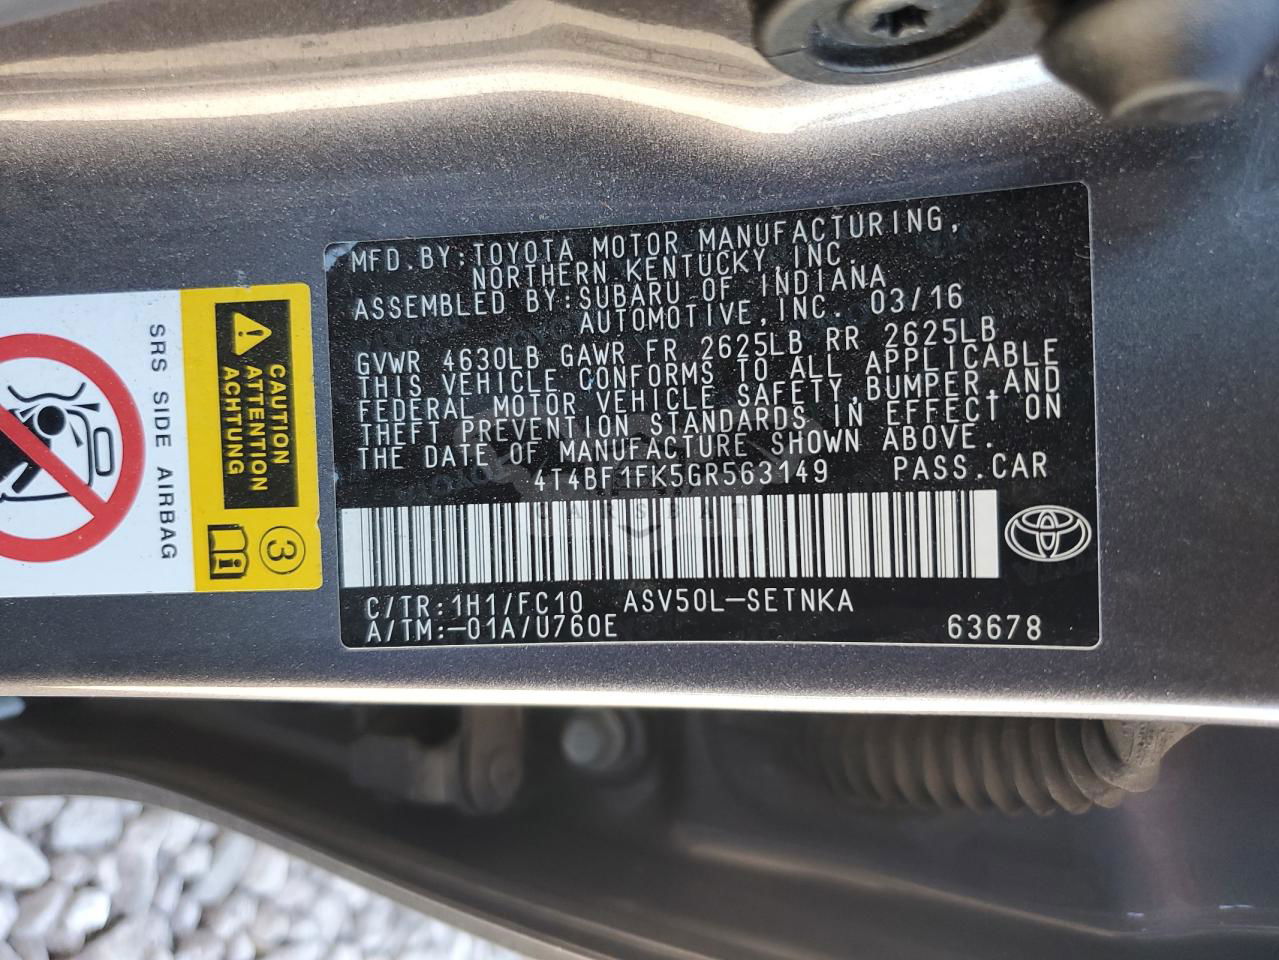 MFD.BY:TOYOTA MOTOR MANUFACTURING,
NORTHERN KENTUCKY, INC.
ASSEMBLED BY:SUBARU OF INDIANA
AUTOMOTIVE, INC. 03/16
GVWR 4630LB GAWR FR 2625LB RR 2625LB
THIS VEHICLE CONFORMS TO ALL APPLICABLE
FEDERAL MOTOR VEHICLE SAFETY,BUMPER,AND
THEFT PREVENTION STANDARDS IN EFFECT ON
THE DATE OF MANUFACTURE SHOWN ABOVE.
4T4BF1FK5GR563149 PASS.CAR
C/TR:1H1/FC10 ASV50L-SETNKA
A/TM:-01A/U760E 63678
CAUTION
ATTENTION
ACHTUNG
3
SRS SIDE AIRBAG
CARSBAT